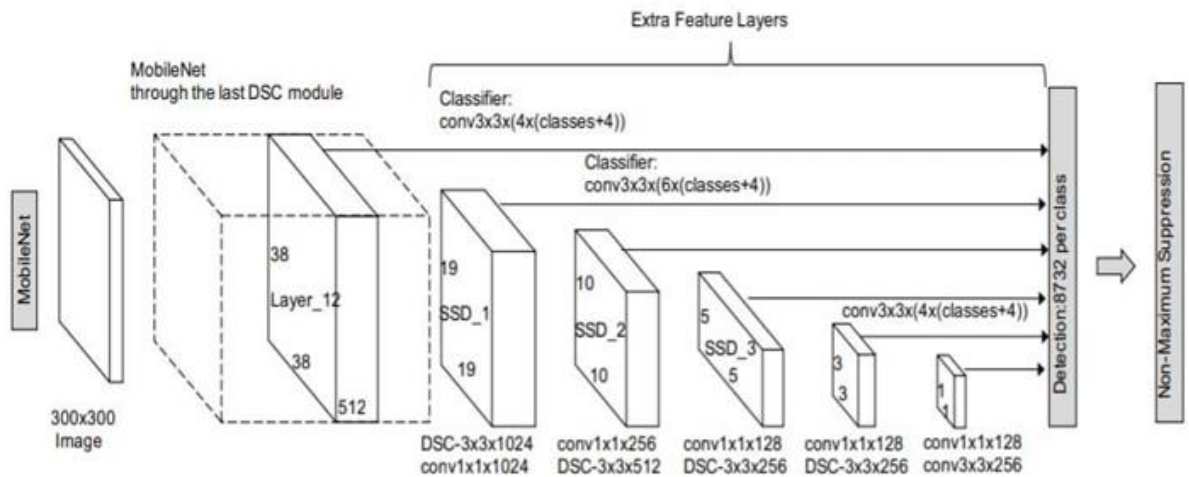 Extra Feature Layers
MobileNet
through the last DSC module
Classifier:
conv3x3x(4x(classes+4))
Classifier:
conv3x3x(6x(classes+4))
MobileNet
300x300
Image
38
Layer_12
38
512
19
SSD_1
19
DSC-3x3x1024
conv1x1x1024
10
SSD_2
10
conv1x1x256
DSC-3x3x512
5
SSD_3
5
conv1x1x128
DSC-3x3x256
conv3x3x(4x(classes+4))
3
3
conv1x1x128
DSC-3x3x256
1
1
conv1x1x128
conv3x3x256
Detection:8732 per class
Non-Maximum Suppression